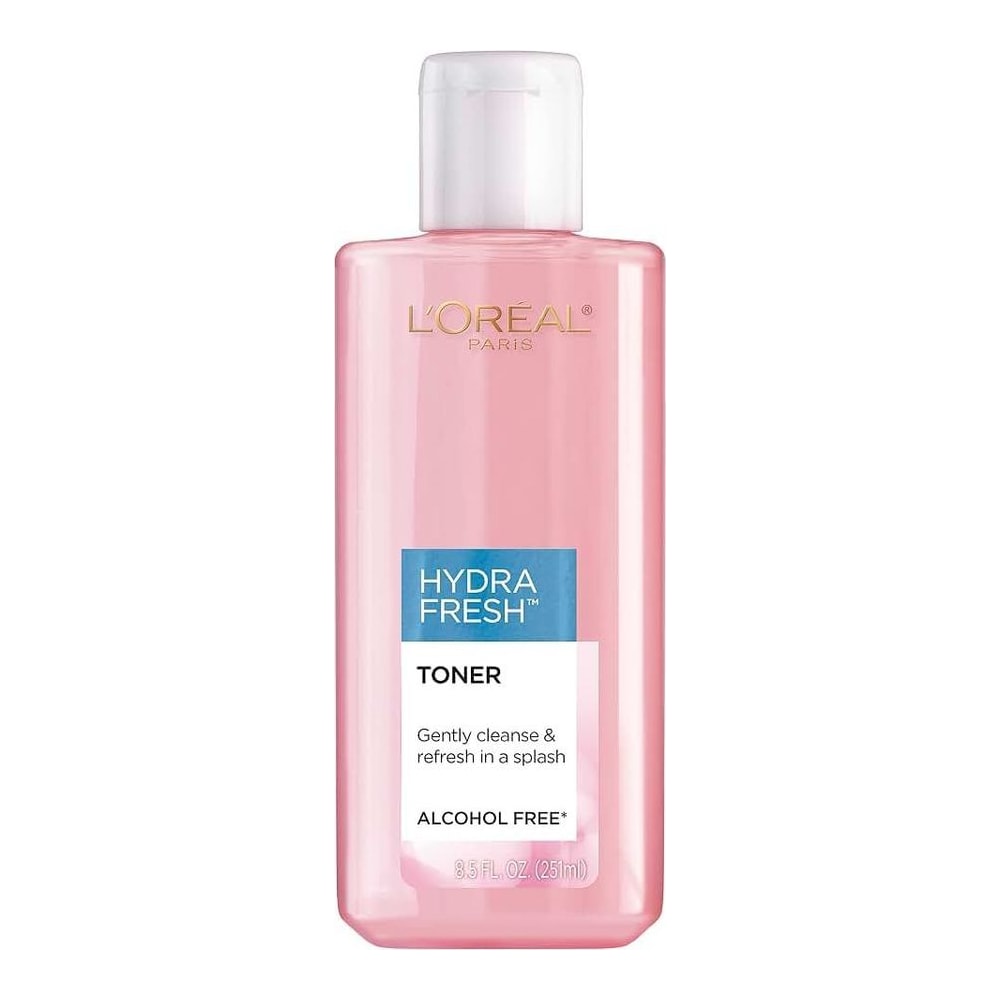 L'ORÉAL®
PARIS
HYDRA
FRESH™
TONER
Gently cleanse &
refresh in a splash
ALCOHOL FREE*
8.5 FL. OZ. (251ml)